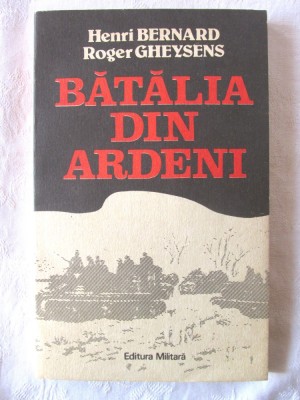 Henri BERNARD
Roger GHEYSENS
BĂTĂLIA
DIN
ARDENI
Editura Militară